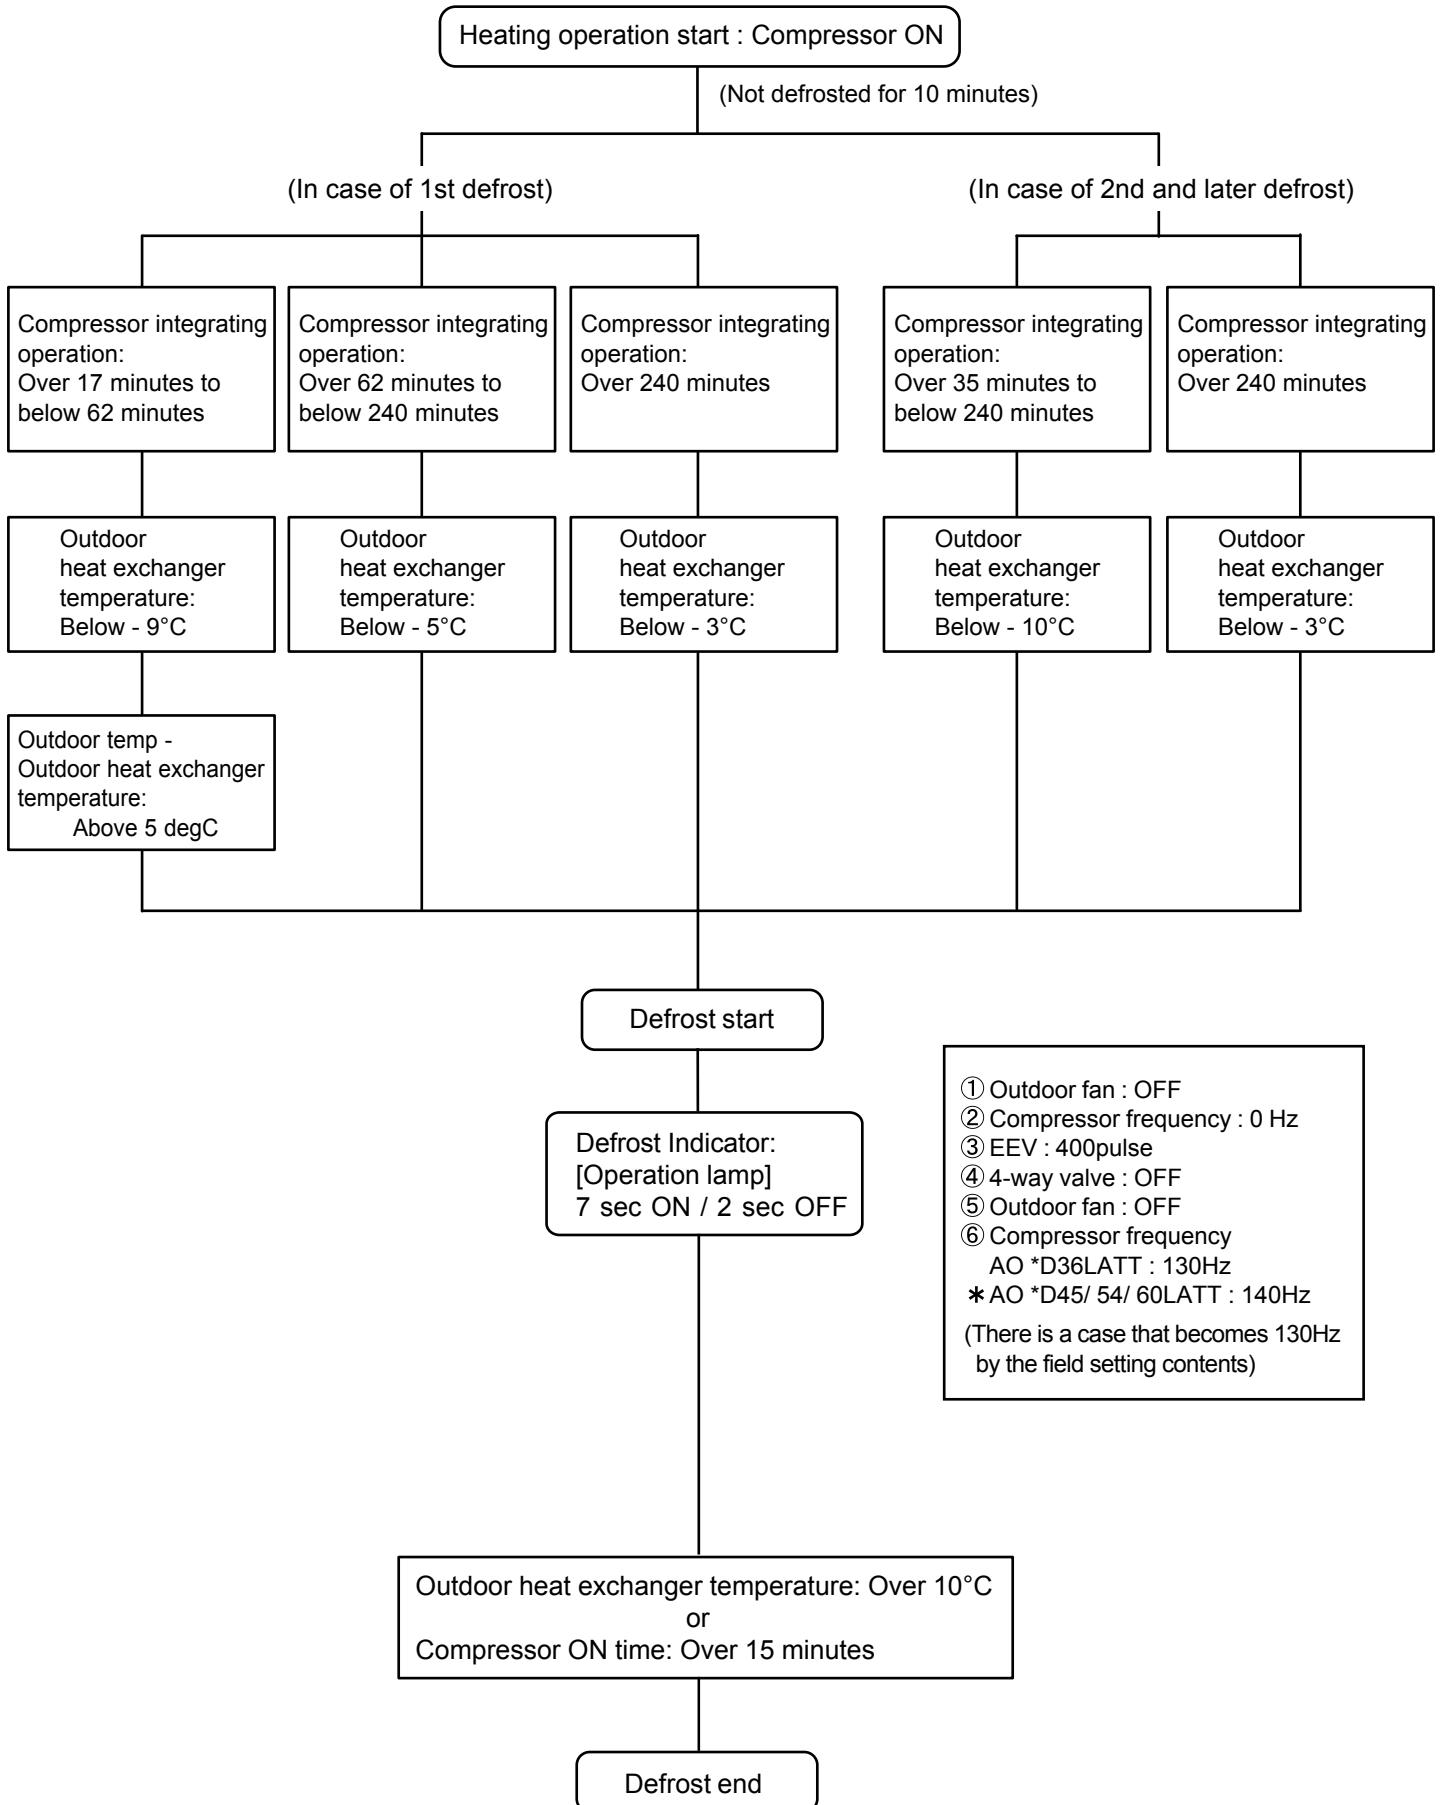 Heating operation start : Compressor ON
(Not defrosted for 10 minutes)
(In case of 1st defrost)
(In case of 2nd and later defrost)
Compressor integrating
operation:
Over 17 minutes to
below 62 minutes
Compressor integrating
operation:
Over 62 minutes to
below 240 minutes
Compressor integrating
operation:
Over 240 minutes
Compressor integrating
operation:
Over 35 minutes to
below 240 minutes
Compressor integrating
operation:
Over 240 minutes
Outdoor
heat exchanger
temperature:
Below - 9°C
Outdoor
heat exchanger
temperature:
Below - 5°C
Outdoor
heat exchanger
temperature:
Below - 3°C
Outdoor
heat exchanger
temperature:
Below - 10°C
Outdoor
heat exchanger
temperature:
Below - 3°C
Outdoor temp -
Outdoor heat exchanger
temperature:
Above 5 degC
Defrost start
Defrost Indicator:
[Operation lamp]
7 sec ON / 2 sec OFF
① Outdoor fan : OFF
② Compressor frequency : 0 Hz
③ EEV : 400pulse
④ 4-way valve : OFF
⑤ Outdoor fan : OFF
⑥ Compressor frequency
AO *D36LATT : 130Hz
* AO *D45/ 54/ 60LATT : 140Hz
(There is a case that becomes 130Hz
by the field setting contents)
Outdoor heat exchanger temperature: Over 10°C
or
Compressor ON time: Over 15 minutes
Defrost end